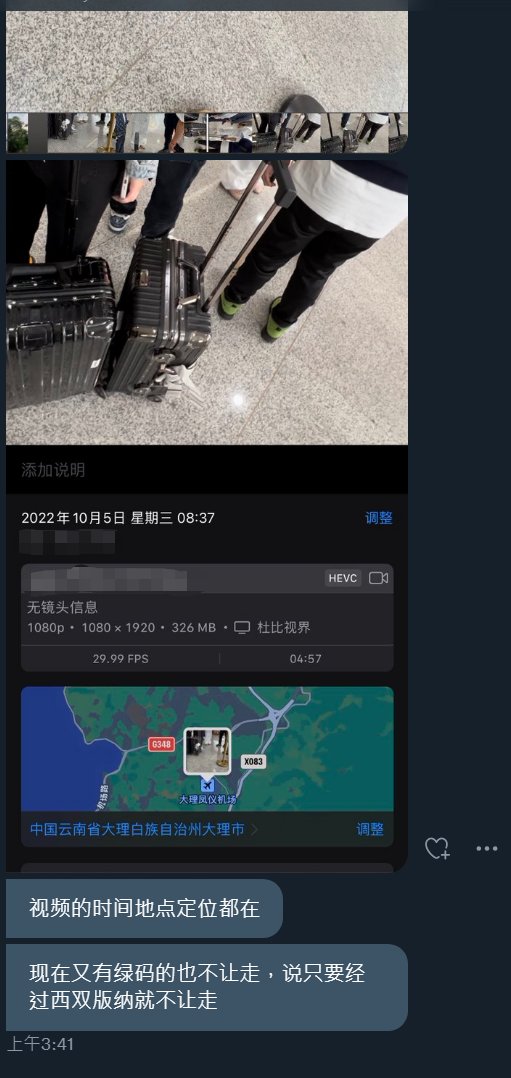 添加说明
2022年10月5日 星期三 08:37
调整
HEVC
无镜头信息
1080p • 1080 × 1920 • 326 MB • 杜比视界
29.99 FPS
04:57
G348
X083
大理凤仪机场
中国云南省大理白族自治州大理市
调整
视频的时间地点定位都在
现在又有绿码的也不让走，说只要经
过西双版纳就不让走
上午3:41